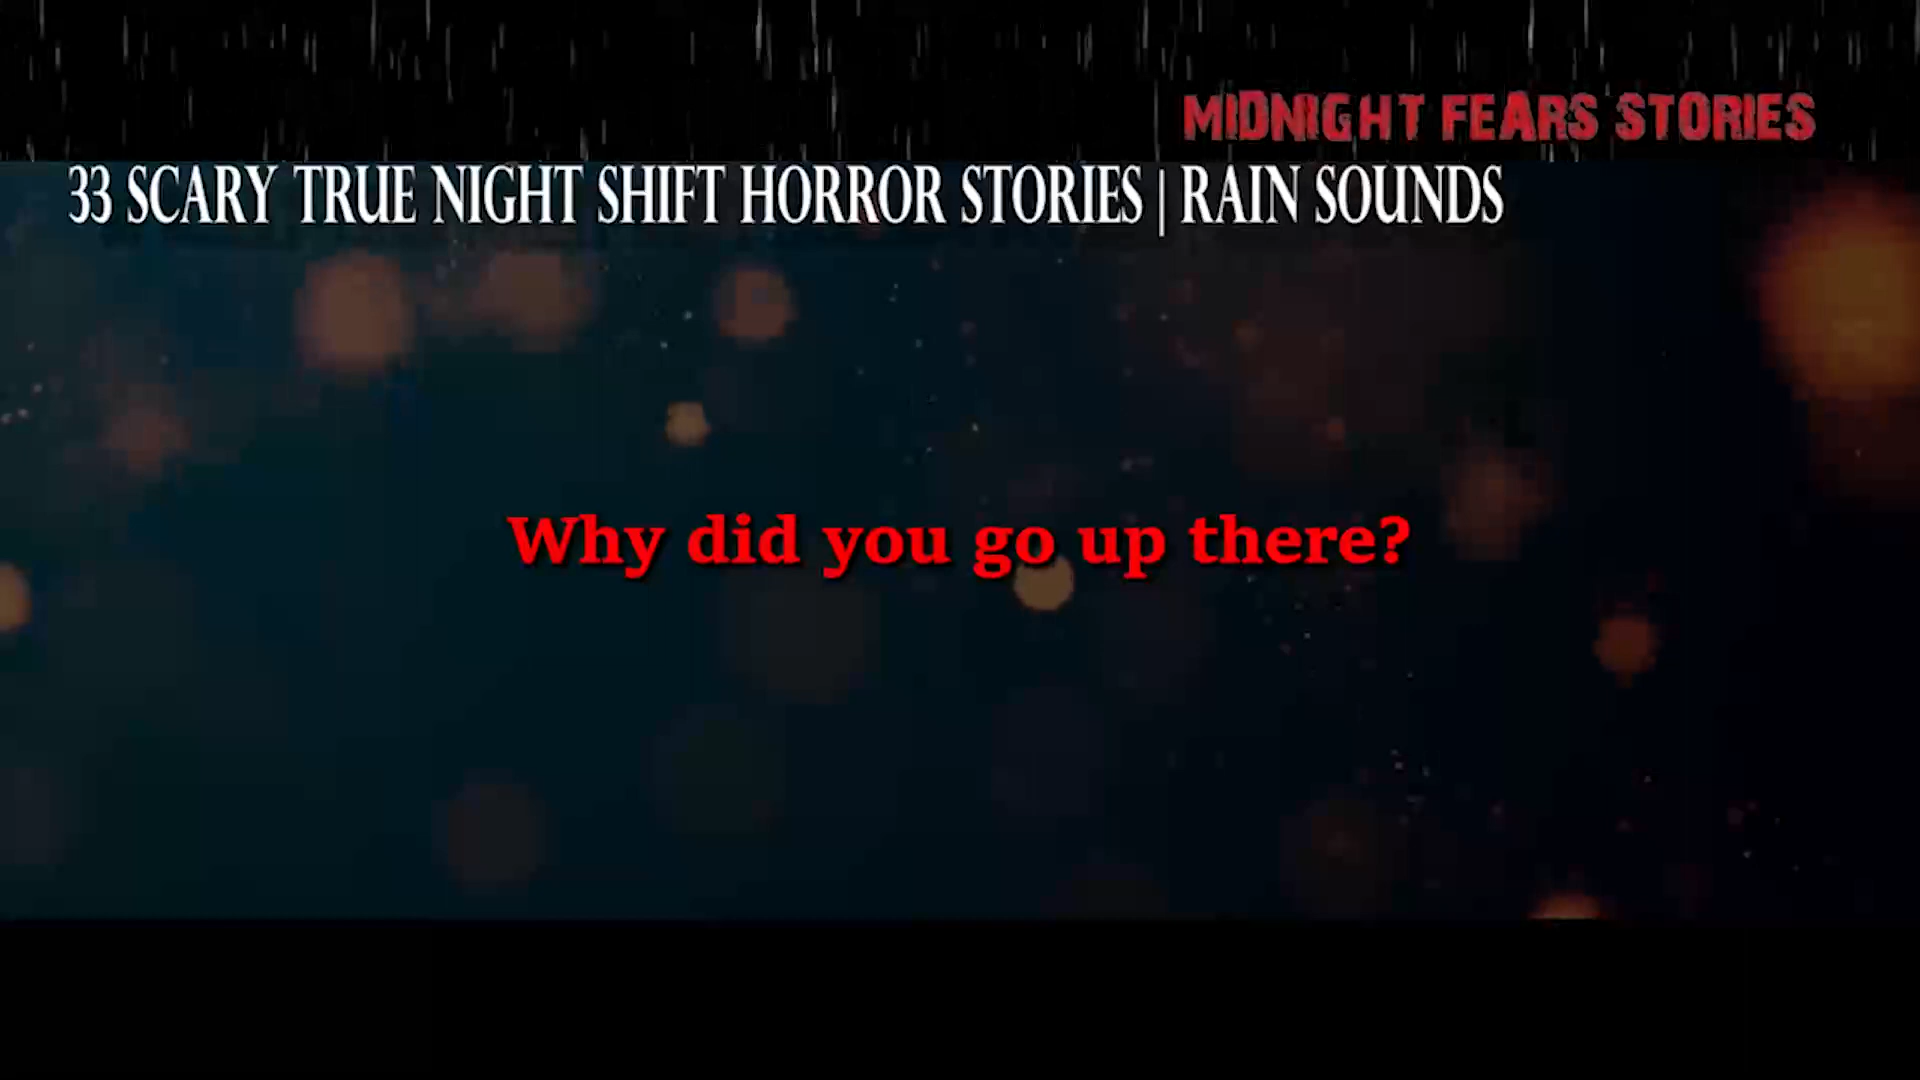 MIDNIGHT FEARS STORIES
33 SCARY TRUE NIGHT SHIFT HORROR STORIES | RAIN SOUNDS
Why did you go up there?